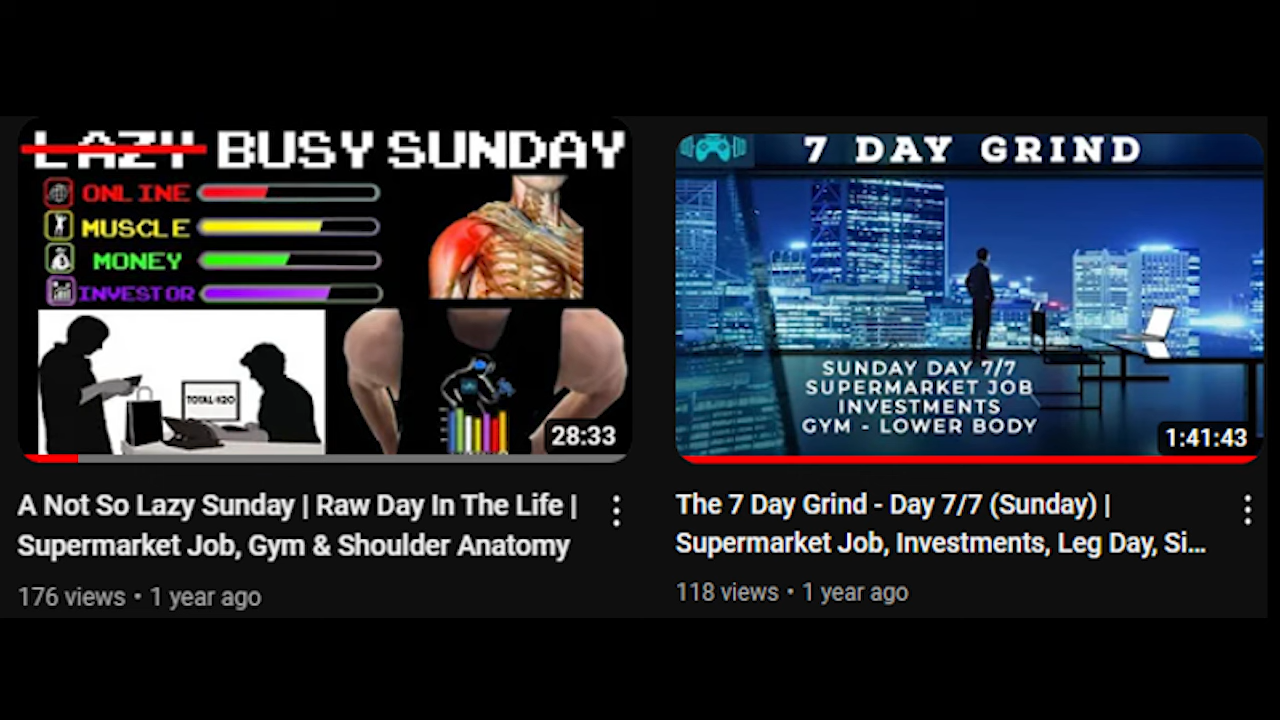 LAZY BUSY SUNDAY
ONLINE
MUSCLE
MONEY
INVESTOR
TOTAL-$20
28:33
A Not So Lazy Sunday | Raw Day In The Life |
Supermarket Job, Gym & Shoulder Anatomy
176 views • 1 year ago
7 DAY GRIND
SUNDAY DAY 7/7
SUPERMARKET JOB
INVESTMENTS
GYM - LOWER BODY
1:41:43
The 7 Day Grind - Day 7/7 (Sunday) |
Supermarket Job, Investments, Leg Day, Si...
118 views • 1 year ago